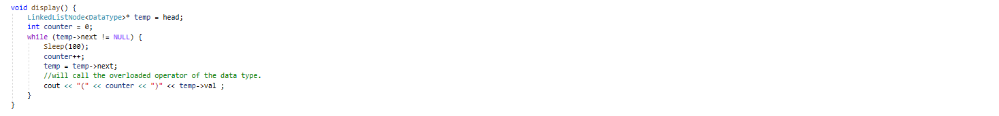 void display() {
    LinkedListNode<DataType>* temp = head;
    int counter = 0;
    while (temp->next != NULL) {
        Sleep(100);
        counter++;
        temp = temp->next;
        //will call the overloaded operator of the data type.
        cout << "(" << counter << ")" << temp->val ;
    }
}